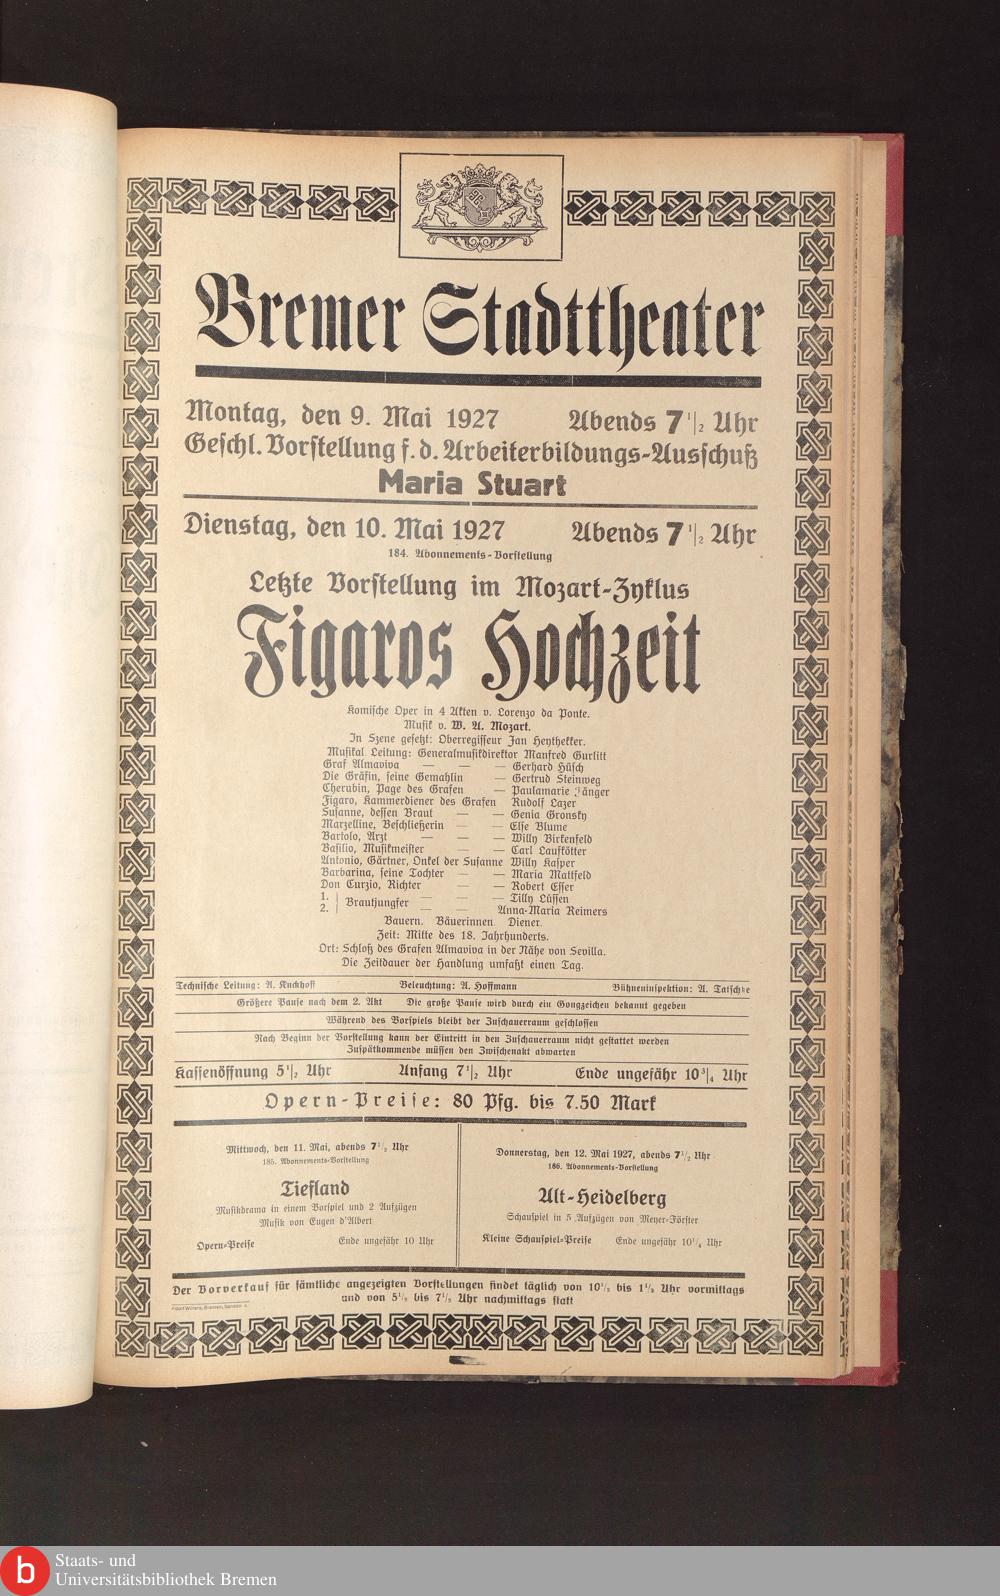 Bremer Stadttheater
Montag, den 9. Mai 1927 Abends 7 1/2 Uhr
Geschl. Vorstellung f. d. Arbeiterbildungs-Ausschuß
Maria Stuart
Dienstag, den 10. Mai 1927 Abends 7 1/2 Uhr
184. Abonnements-Vorstellung
Letzte Vorstellung im Mozart-Zyklus
Figaros Hochzeit
Komische Oper in 4 Akten v. Lorenzo da Ponte.
Musik v. W. A. Mozart.
In Szene gesetzt: Oberregisseur Jan Heythekker.
Musikal. Leitung: Generalmusikdirektor Manfred Gurlitt
Graf Almaviva — — — Gerhard Hüsch
Die Gräfin, seine Gemahlin — Gertrud Steinweg
Cherubin, Page des Grafen — Paulamarie Jänger
Figaro, Kammerdiener des Grafen Rudolf Lazer
Susanne, dessen Braut — — Genia Gronsky
Marzelline, Beschließerin — — Else Blume
Bartolo, Arzt — — — Willy Birkenfeld
Basilio, Musikmeister — — Carl Laufkötter
Antonio, Gärtner, Onkel der Susanne Willy Kasper
Barbarina, seine Tochter — — Maria Mattfeld
Don Curzio, Richter — — Robert Esser
1. Brautjungfer — — — Tilly Lüssen
2. — — Anna-Maria Reimers
Bauern. Bäuerinnen. Diener.
Zeit: Mitte des 18. Jahrhunderts.
Ort: Schloß des Grafen Almaviva in der Nähe von Sevilla.
Die Zeitdauer der Handlung umfaßt einen Tag.
Technische Leitung: A. Kuckhoff Beleuchtung: A. Hoffmann Bühneninspektion: A. Tatschke
Größere Pause nach dem 2. Akt Die große Pause wird durch ein Gongzeichen bekannt gegeben
Während des Vorspiels bleibt der Zuschauerraum geschlossen
Nach Beginn der Vorstellung kann der Eintritt in den Zuschauerraum nicht gestattet werden
Zuspätkommende müssen den Zwischenakt abwarten
Kassenöffnung 5 1/2 Uhr Anfang 7 1/2 Uhr Ende ungefähr 10 3/4 Uhr
Opern-Preise: 80 Pfg. bis 7.50 Mark
Mittwoch, den 11. Mai, abends 7 1/2 Uhr
185. Abonnements-Vorstellung
Tiefland
Musikdrama in einem Vorspiel und 2 Aufzügen
Musik von Eugen d'Albert
Opern-Preise Ende ungefähr 10 Uhr
Donnerstag, den 12. Mai 1927, abends 7 1/2 Uhr
186. Abonnements-Vorstellung
Alt-Heidelberg
Schauspiel in 5 Aufzügen von Meyer-Förster
Kleine Schauspiel-Preise Ende ungefähr 10 1/4 Uhr
Der Vorverkauf für sämtliche angezeigten Vorstellungen findet täglich von 10 1/2 bis 1 1/2 Uhr vormittags
und von 5 1/2 bis 7 1/2 Uhr nachmittags statt
b Staats- und
Universitätsbibliothek Bremen